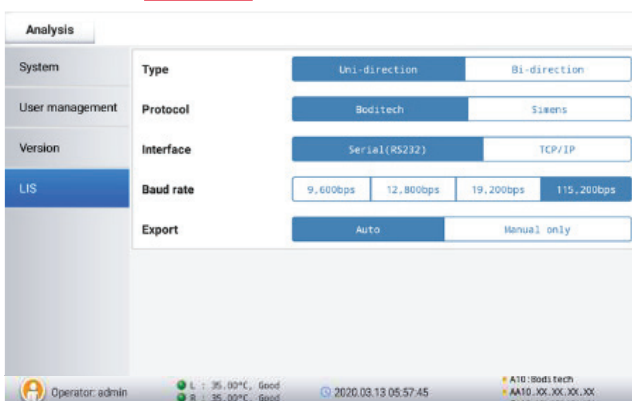 Analysis
System
User management
Version
LIS
Type
Uni-direction
Bi-direction
Protocol
Boditech
Simens
Interface
Serial(RS232)
TCP/IP
Baud rate
9,600bps
12,800bps
19,200bps
115,200bps
Export
Auto
Manual only
Operator: admin
L : 35.00°C, Good
R : 35.00°C, Good
2020.03.13 05:57:45
A10:Boditech
AA10.XX.XX.XX.XX